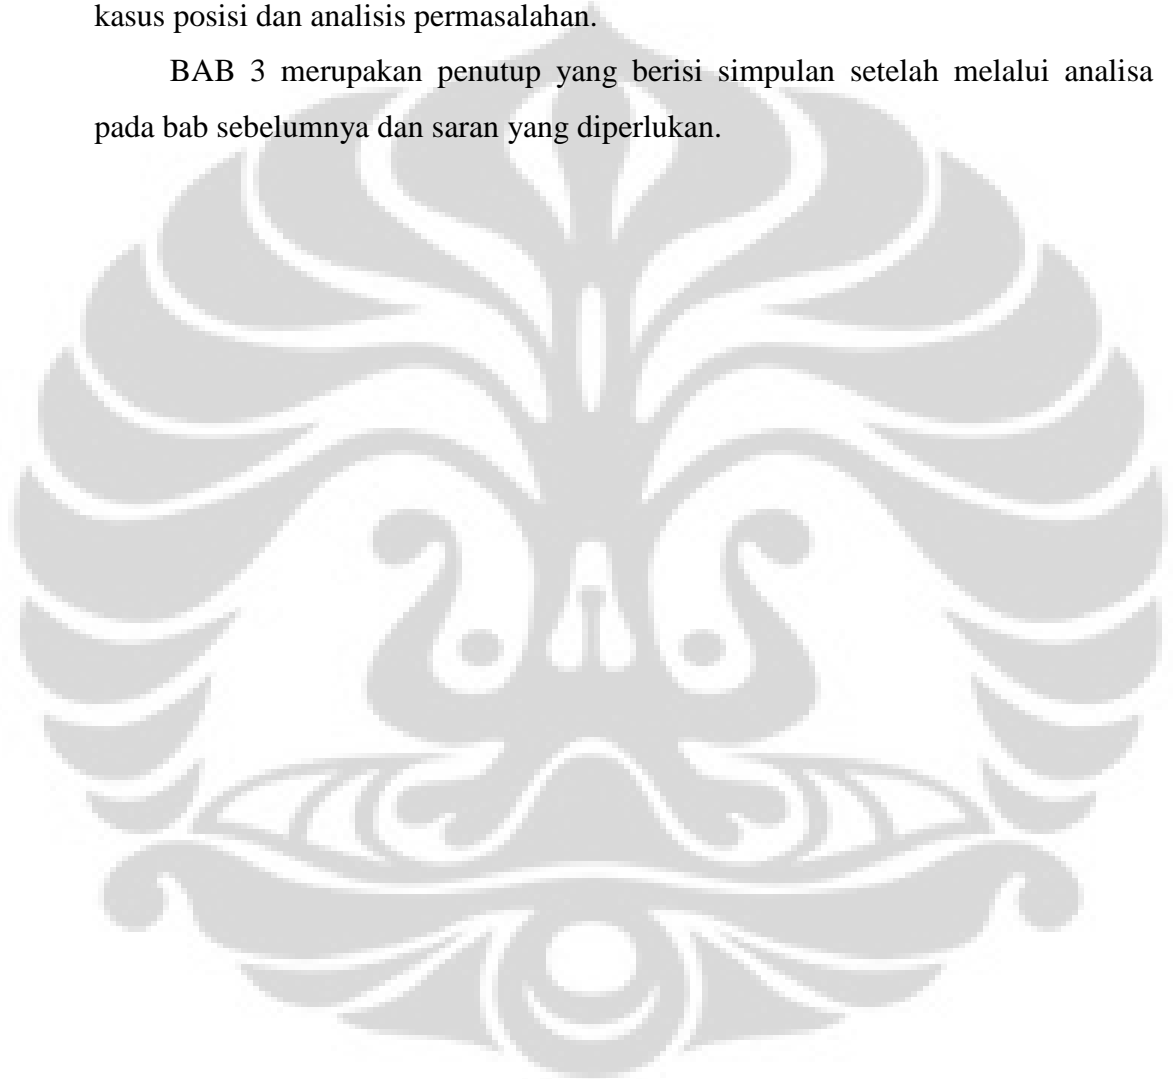 kasus posisi dan analisis permasalahan.
BAB 3 merupakan penutup yang berisi simpulan setelah melalui analisa
pada bab sebelumnya dan saran yang diperlukan.